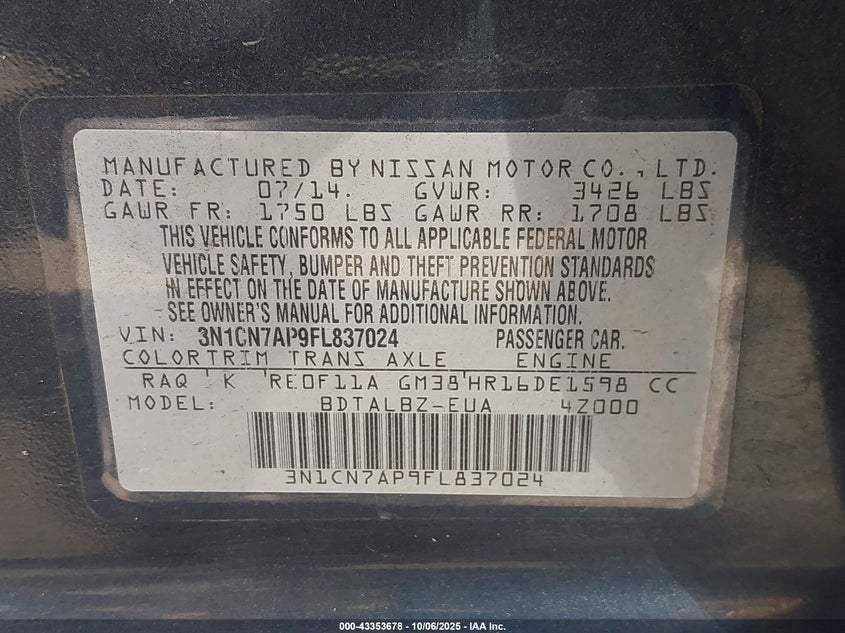 MANUFACTURED BY NISSAN MOTOR CO., LTD.
DATE: 07/14. GVWR: 3426 LBS
GAWR FR: 1750 LBS GAWR RR: 1708 LBS
THIS VEHICLE CONFORMS TO ALL APPLICABLE FEDERAL MOTOR
VEHICLE SAFETY, BUMPER AND THEFT PREVENTION STANDARDS
IN EFFECT ON THE DATE OF MANUFACTURE SHOWN ABOVE.
SEE OWNER'S MANUAL FOR ADDITIONAL INFORMATION.
VIN: 3N1CN7AP9FL837024 PASSENGER CAR.
COLORTRIM TRANS AXLE ENGINE
RAQ K RE0F11A GM38 HR16DE1598 CC
MODEL: BDTALBZ-EUA 4Z000
3N1CN7AP9FL837024
000-43353678 - 10/06/2025 - IAA Inc.